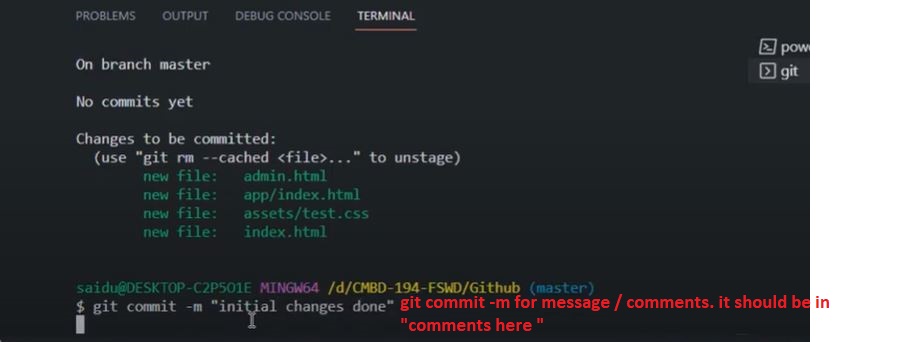 PROBLEMS OUTPUT DEBUG CONSOLE TERMINAL
On branch master
No commits yet
Changes to be committed:
(use "git rm --cached <file>..." to unstage)
new file: admin.html
new file: app/index.html
new file: assets/test.css
new file: index.html
saidu@DESKTOP-C2P5O1E MINGW64 /d/CMBD-194-FSWD/Github (master)
$ git commit -m "initial changes done"
git commit -m for message / comments. it should be in
"comments here "
pow
git